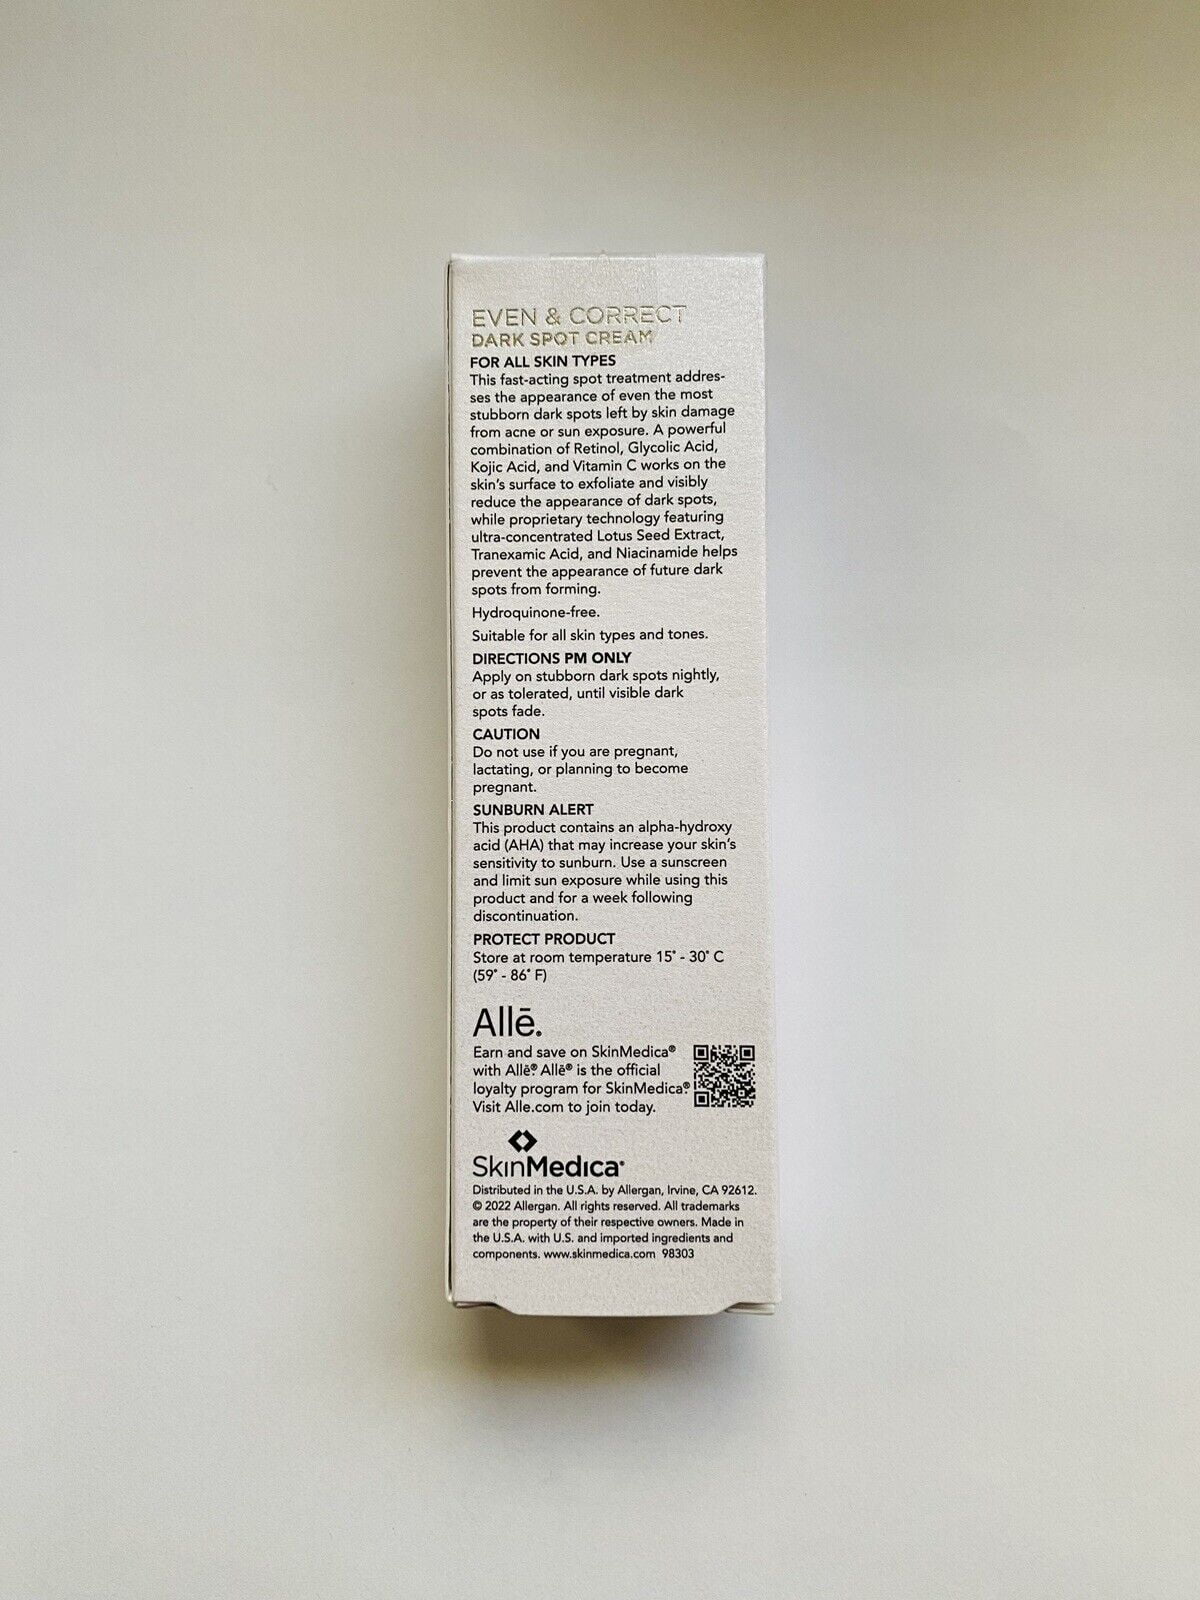 EVEN & CORRECT
DARK SPOT CREAM
FOR ALL SKIN TYPES
This fast-acting spot treatment addres-
ses the appearance of even the most
stubborn dark spots left by skin damage
from acne or sun exposure. A powerful
combination of Retinol, Glycolic Acid,
Kojic Acid, and Vitamin C works on the
skin's surface to exfoliate and visibly
reduce the appearance of dark spots,
while proprietary technology featuring
ultra-concentrated Lotus Seed Extract,
Tranexamic Acid, and Niacinamide helps
prevent the appearance of future dark
spots from forming.
Hydroquinone-free.
Suitable for all skin types and tones.
DIRECTIONS PM ONLY
Apply on stubborn dark spots nightly,
or as tolerated, until visible dark
spots fade.
CAUTION
Do not use if you are pregnant,
lactating, or planning to become
pregnant.
SUNBURN ALERT
This product contains an alpha-hydroxy
acid (AHA) that may increase your skin's
sensitivity to sunburn. Use a sunscreen
and limit sun exposure while using this
product and for a week following
discontinuation.
PROTECT PRODUCT
Store at room temperature 15° - 30° C
(59° - 86° F)
Allē.
Earn and save on SkinMedica®
with Allē®. Allē® is the official
loyalty program for SkinMedica®.
Visit Alle.com to join today.
SkinMedica®
Distributed in the U.S.A. by Allergan, Irvine, CA 92612.
© 2022 Allergan. All rights reserved. All trademarks
are the property of their respective owners. Made in
the U.S.A. with U.S. and imported ingredients and
components. www.skinmedica.com 98303